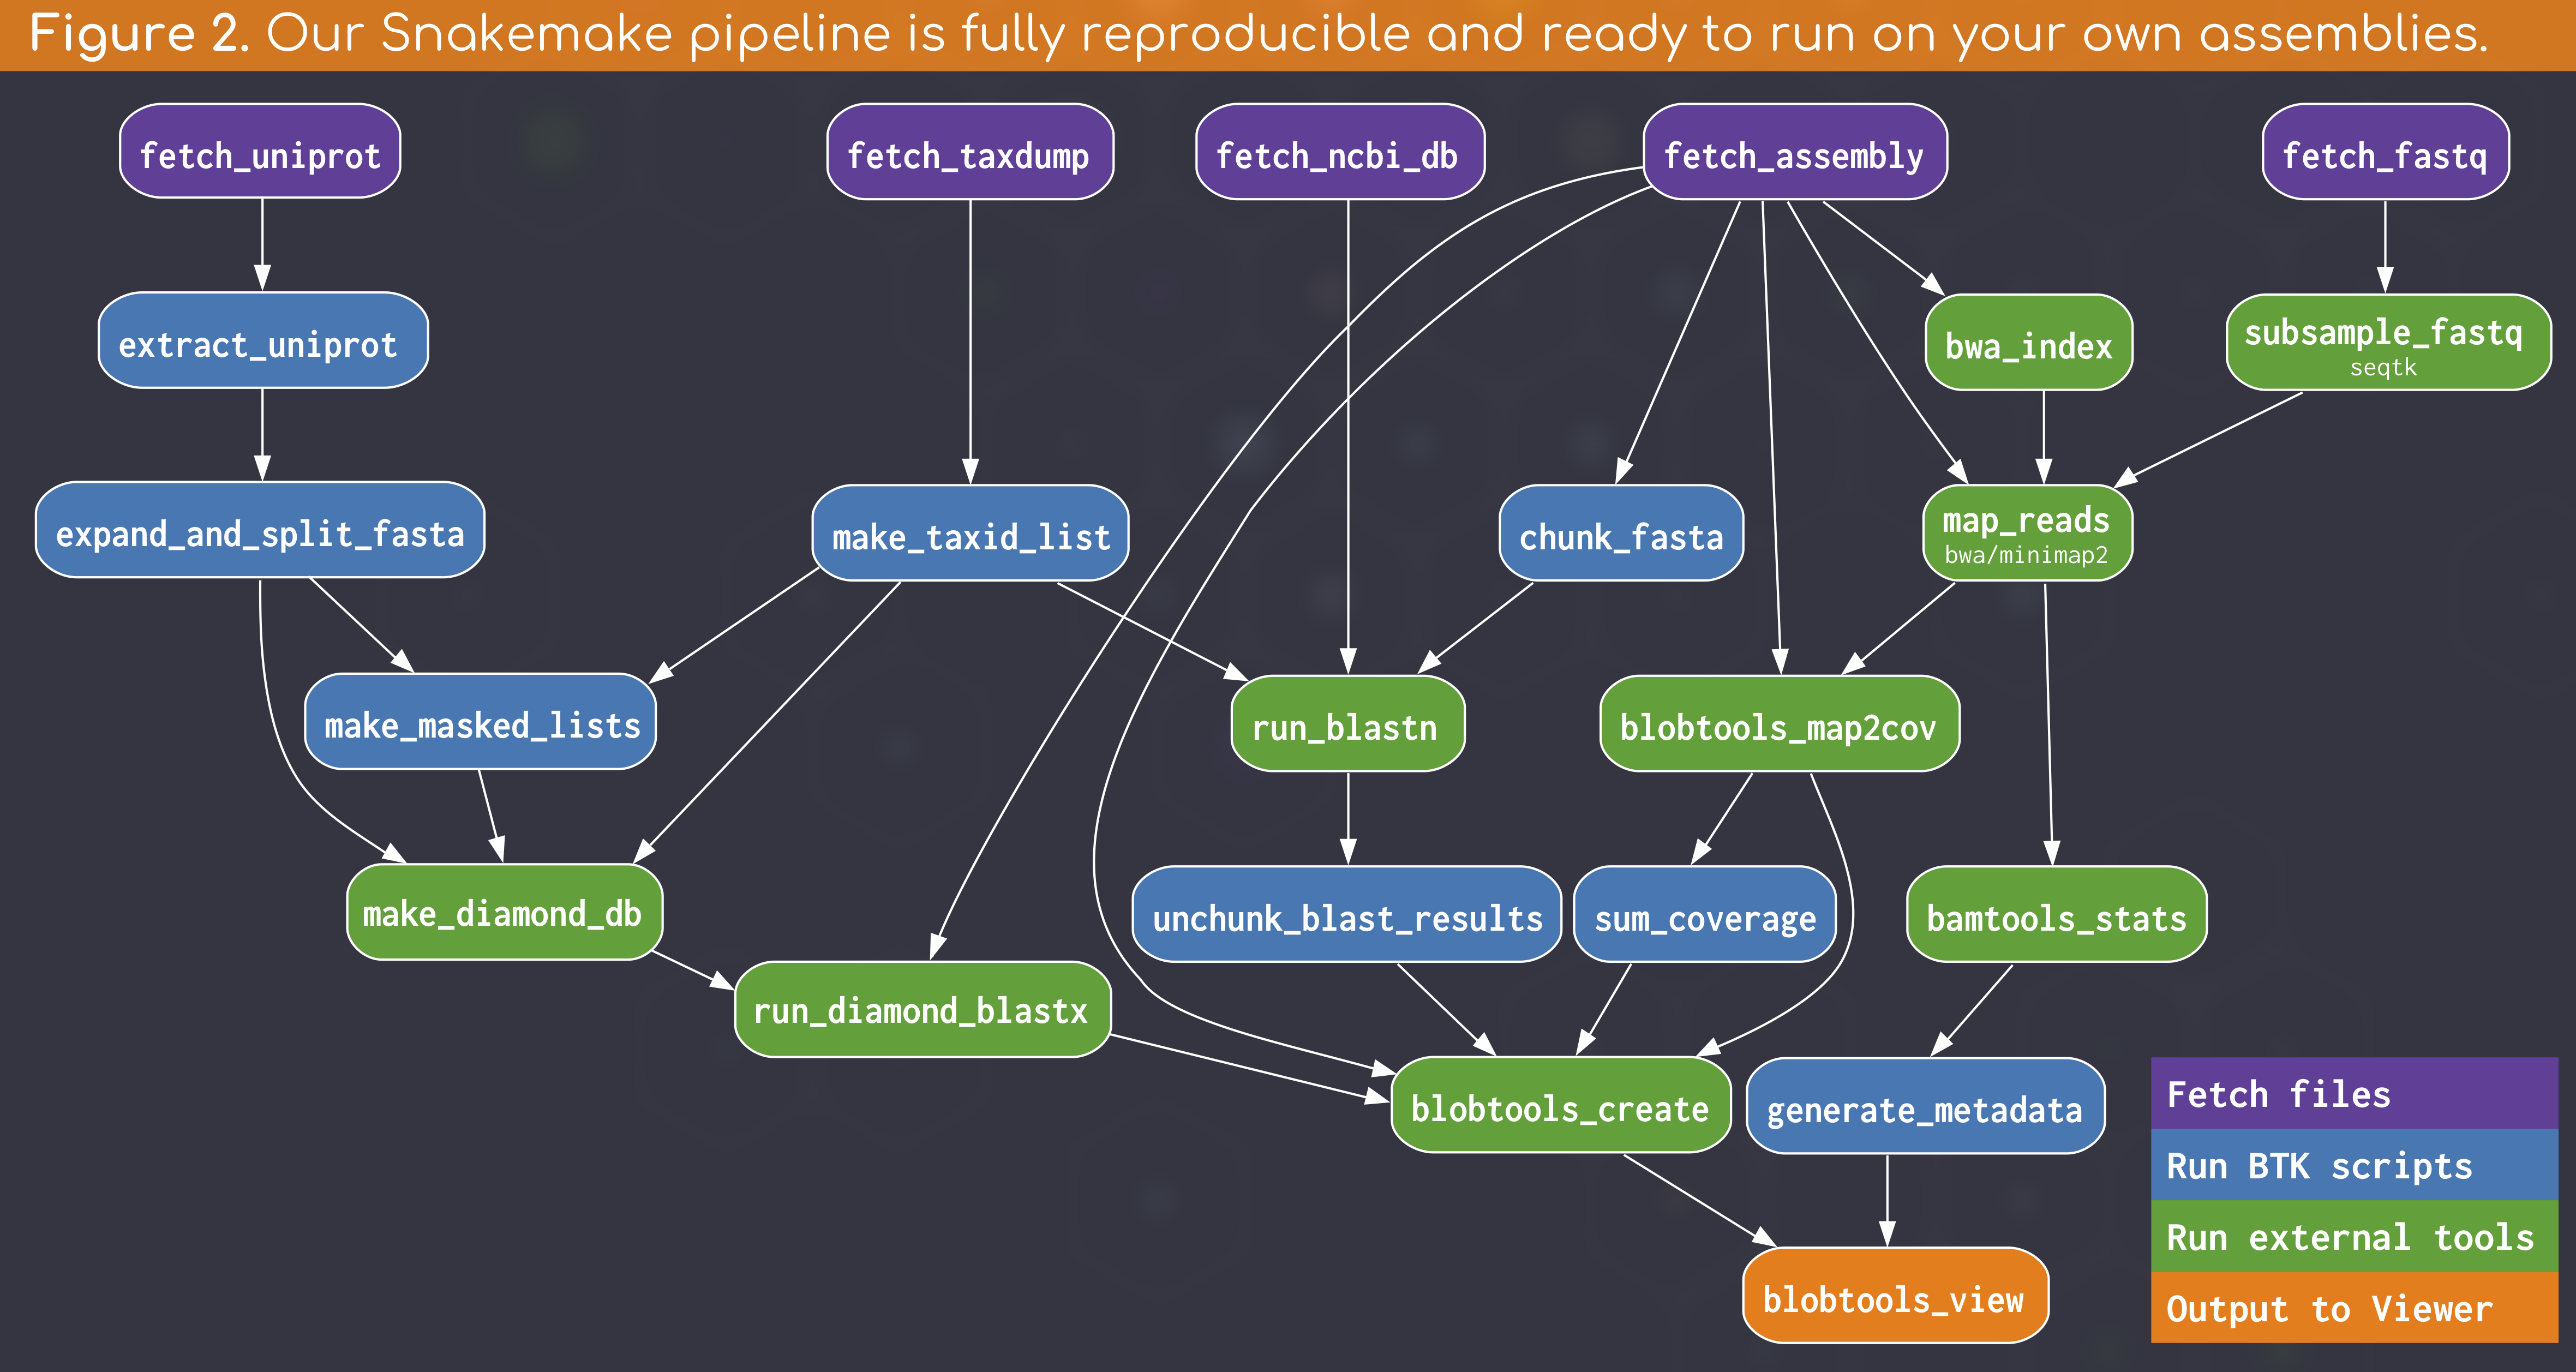 Figure 2. Our Snakemake pipeline is fully reproducible and ready to run on your own assemblies.
fetch_uniprot
fetch_taxdump
fetch_ncbi_db
fetch_assembly
fetch_fastq
extract_uniprot
bwa_index
subsample_fastq
seqtk
expand_and_split_fasta
make_taxid_list
chunk_fasta
map_reads
bwa/minimap2
make_masked_lists
run_blastn
blobtools_map2cov
make_diamond_db
unchunk_blast_results
sum_coverage
bamtools_stats
run_diamond_blastx
blobtools_create
generate_metadata
blobtools_view
Fetch files
Run BTK scripts
Run external tools
Output to Viewer